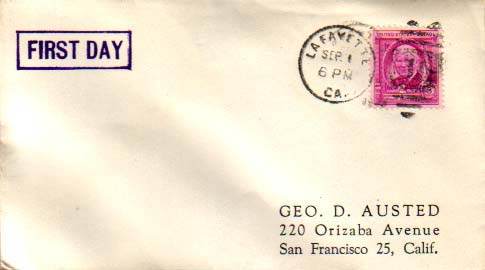 FIRST DAY
LAFAYETTE
SEP 1
6 PM
CA.
GEO. D. AUSTED
220 Orizaba Avenue
San Francisco 25, Calif.